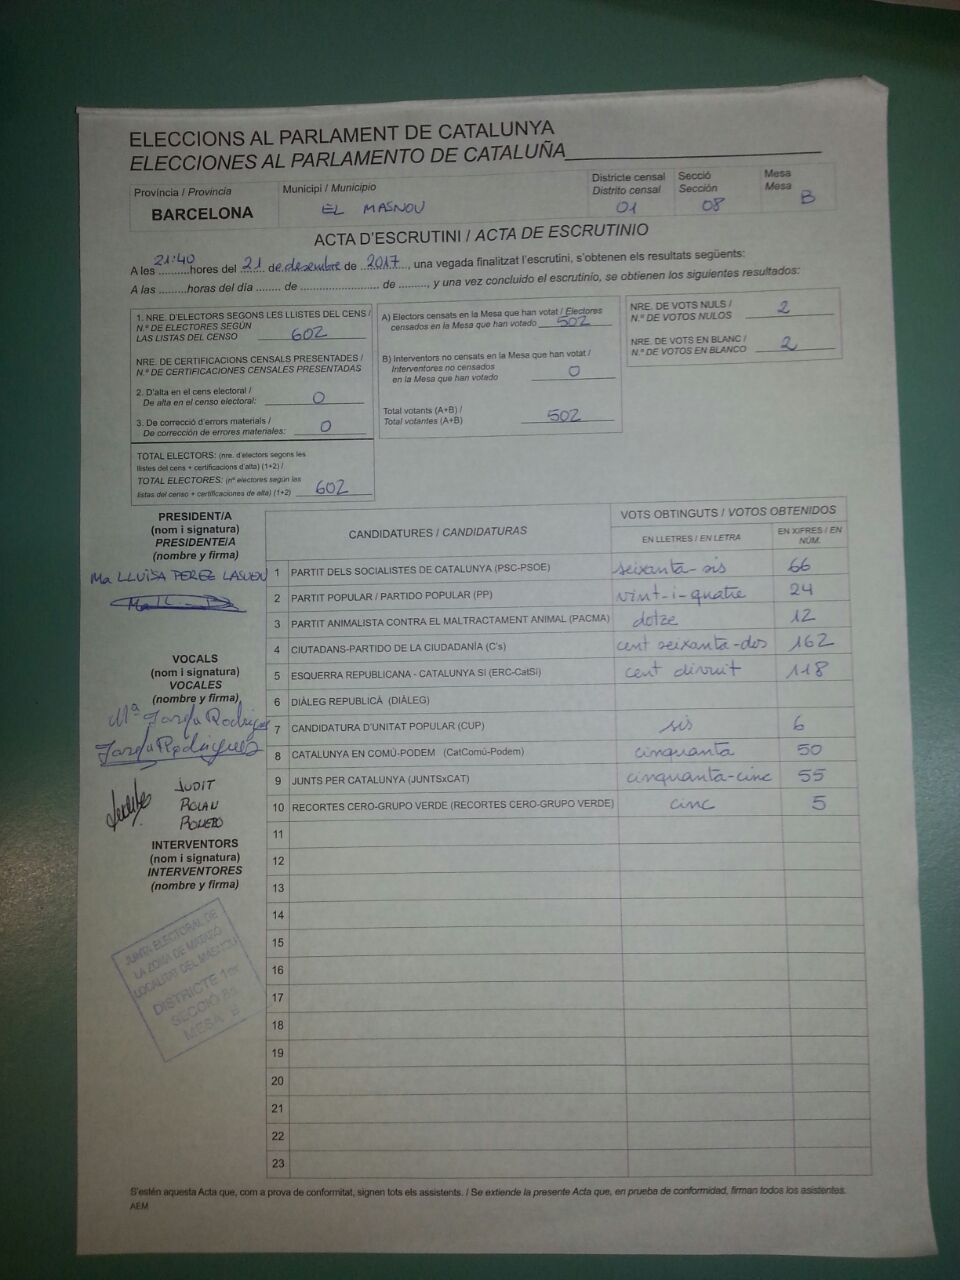 ELECCIONS AL PARLAMENT DE CATALUNYA
ELECCIONES AL PARLAMENTO DE CATALUÑA
Província / Provincia
BARCELONA
Municipi / Municipio
EL MASNOU
Districte censal
Distrito censal
01
Secció
Sección
08
Mesa
Mesa
B
ACTA D'ESCRUTINI / ACTA DE ESCRUTINIO
A les 21:40 hores del 21 de desembre de 2017, una vegada finalitzat l'escrutini, s'obtenen els resultats següents:
A las ..........horas del día ........ de ........................ de ........., y una vez concluido el escrutinio, se obtienen los siguientes resultados:
1. NRE. D'ELECTORS SEGONS LES LLISTES DEL CENS /
N.º DE ELECTORES SEGÚN
LAS LISTAS DEL CENSO 602
NRE. DE CERTIFICACIONS CENSALS PRESENTADES /
N.º DE CERTIFICACIONES CENSALES PRESENTADAS
2. D'alta en el cens electoral /
De alta en el censo electoral: 0
3. De correcció d'errors materials /
De corrección de errores materiales: 0
TOTAL ELECTORS: (nre. d'electors segons les
llistes del cens + certificacions d'alta) (1+2) /
TOTAL ELECTORES: (nº electores según las
listas del censo + certificaciones de alta) (1+2) 602
A) Electors censats en la Mesa que han votat / Electores
censados en la Mesa que han votado 502
B) Interventors no censats en la Mesa que han votat /
Interventores no censados
en la Mesa que han votado 0
Total votants (A+B) /
Total votantes (A+B) 502
NRE. DE VOTS NULS /
N.º DE VOTOS NULOS 2
NRE. DE VOTS EN BLANC /
N.º DE VOTOS EN BLANCO 2
PRESIDENT/A
(nom i signatura)
PRESIDENTE/A
(nombre y firma)
Mª LLUÏSA PEREZ
VOCALS
(nom i signatura)
VOCALES
(nombre y firma)
Mª
JUDIT
ROLAN
ROMERO
INTERVENTORS
(nom i signatura)
INTERVENTORES
(nombre y firma)
JUNTA ELECTORAL DE
LA ZONA DE MATARÓ
LOCALITAT DEL MASNOU
DISTRICTE 1er
SECCIÓ 8a
MESA B
CANDIDATURES / CANDIDATURAS
VOTS OBTINGUTS / VOTOS OBTENIDOS
EN LLETRES / EN LETRA
EN XIFRES / EN NÚM.
1 PARTIT DELS SOCIALISTES DE CATALUNYA (PSC-PSOE) seixanta-sis 66
2 PARTIT POPULAR / PARTIDO POPULAR (PP) vint-i-quatre 24
3 PARTIT ANIMALISTA CONTRA EL MALTRACTAMENT ANIMAL (PACMA) dotze 12
4 CIUTADANS-PARTIDO DE LA CIUDADANÍA (C's) cent seixanta-dos 162
5 ESQUERRA REPUBLICANA - CATALUNYA SÍ (ERC-CatSí) cent divuit 118
6 DIÀLEG REPUBLICÀ (DIÀLEG)
7 CANDIDATURA D'UNITAT POPULAR (CUP) sis 6
8 CATALUNYA EN COMÚ-PODEM (CatComú-Podem) cinquanta 50
9 JUNTS PER CATALUNYA (JUNTSxCAT) cinquanta-cinc 55
10 RECORTES CERO-GRUPO VERDE (RECORTES CERO-GRUPO VERDE) cinc 5
11
12
13
14
15
16
17
18
19
20
21
22
23
S'estén aquesta Acta que, com a prova de conformitat, signen tots els assistents. / Se extiende la presente Acta que, en prueba de conformidad, firman todos los asistentes.
AEM